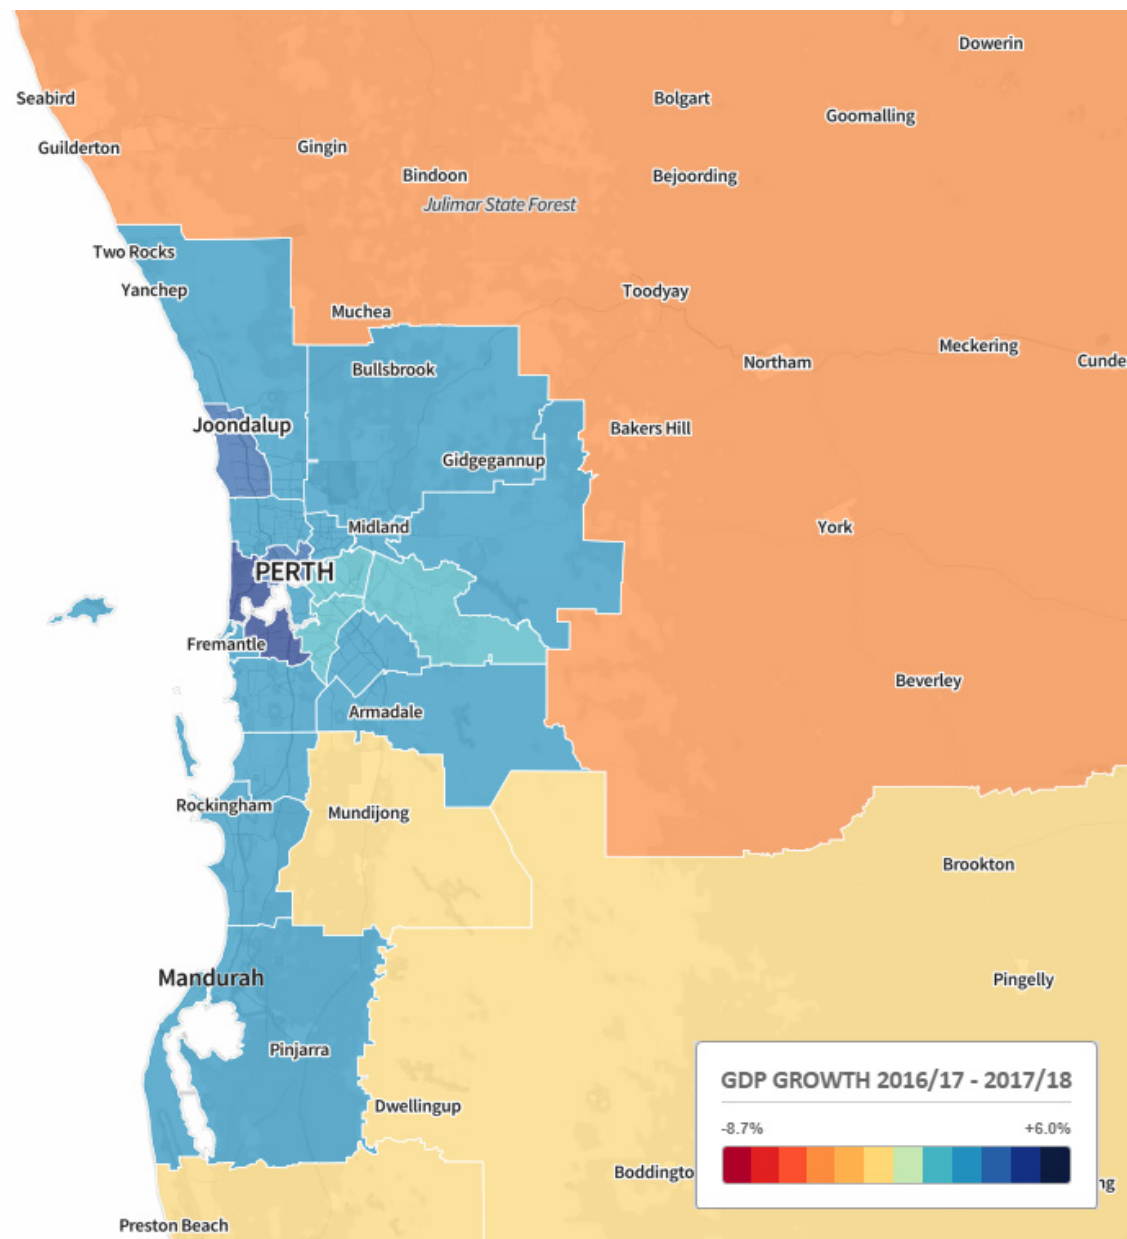 Dowerin
Seabird
Bolgart
Goomalling
Guilderton
Gingin
Bindoon
Bejoording
Julimar State Forest
Two Rocks
Yanchep
Toodyay
Muchea
Meckering
Northam
Cunde
Bullsbrook
Joondalup
Bakers Hill
Gidgegannup
Midland
York
PERTH
Fremantle
Beverley
Armadale
Rockingham
Mundijong
Brookton
Mandurah
Pingelly
Pinjarra
GDP GROWTH 2016/17 - 2017/18
Dwellingup
-8.7% +6.0%
Boddingto
ng
Preston Beach